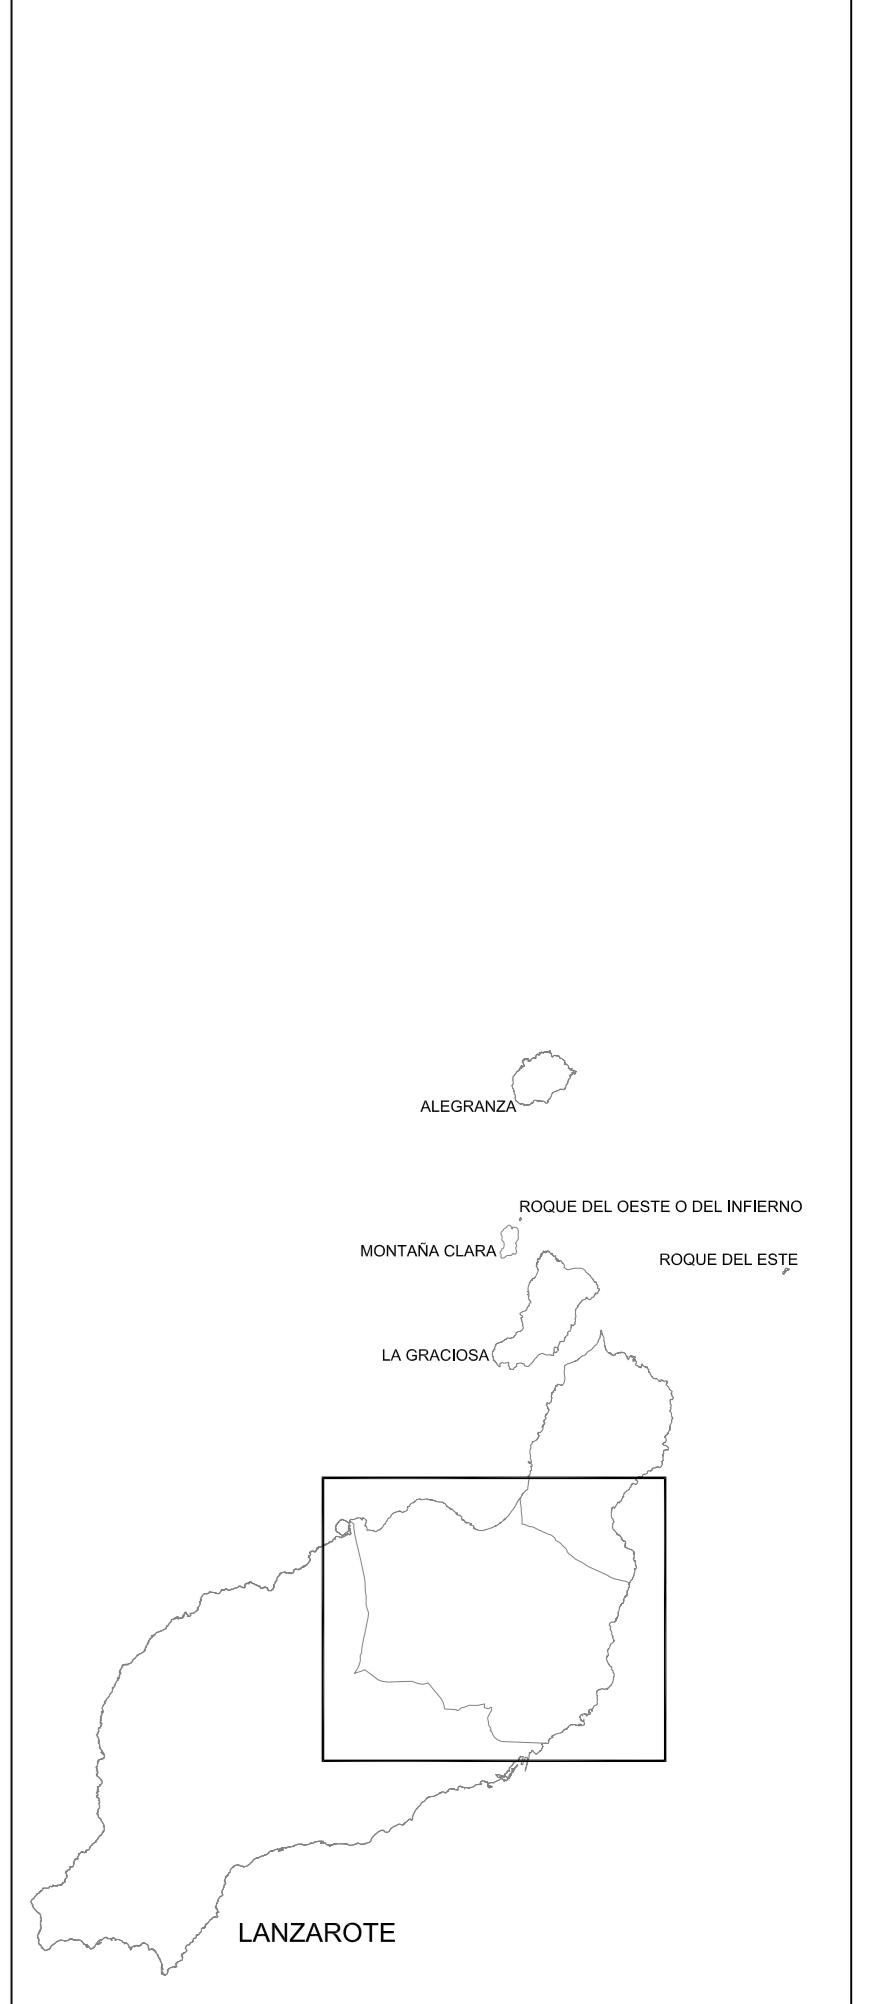 ALEGRANZA
ROQUE DEL OESTE O DEL INFIERNO
MONTAÑA CLARA
ROQUE DEL ESTE
LA GRACIOSA
LANZAROTE